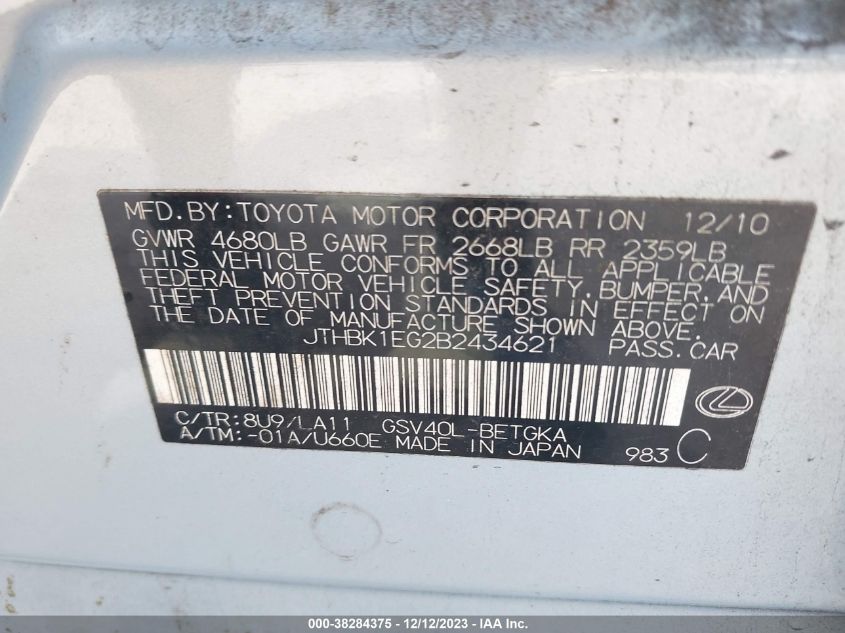 MFD.BY:TOYOTA MOTOR CORPORATION 12/10
GVWR 4680LB GAWR FR 2668LB RR 2359LB
THIS VEHICLE CONFORMS TO ALL APPLICABLE
FEDERAL MOTOR VEHICLE SAFETY,BUMPER,AND
THEFT PREVENTION STANDARDS IN EFFECT ON
THE DATE OF MANUFACTURE SHOWN ABOVE.
JTHBK1EG2B2434621 PASS.CAR
C/TR:8U9/LA11 GSV40L-BETGKA
A/TM:-01A/U660E MADE IN JAPAN 983 C
000-38284375 - 12/12/2023 - IAA Inc.